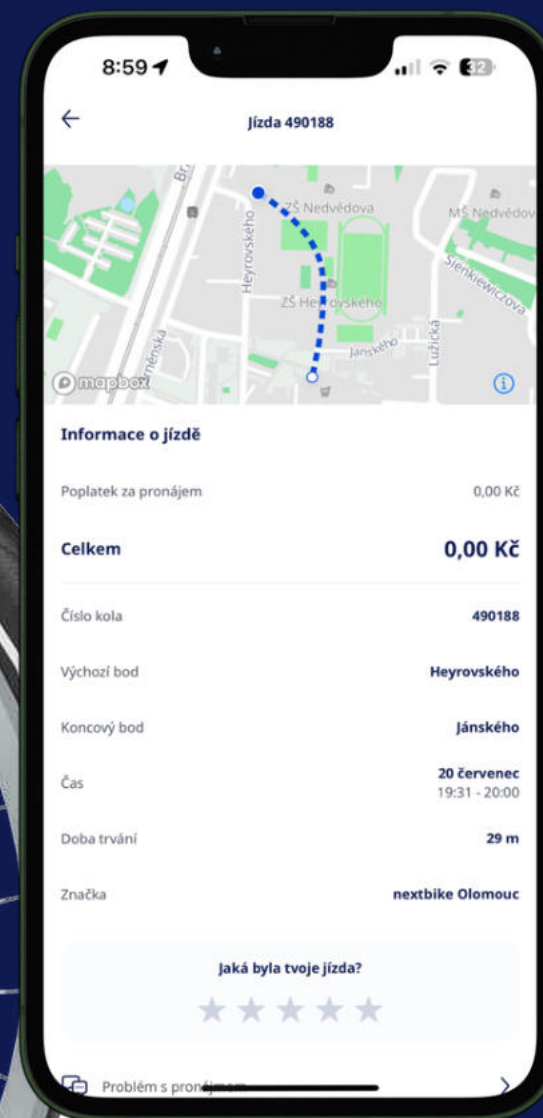 8:59
32
Jízda 490188
ZŠ Nedvědova
MŠ Nedvědov
Heyrovského
Sienkiewiczova
ZŠ Heyrovského
Janského
Lužická
mapbox
Informace o jízdě
Poplatek za pronájem 0,00 Kč
Celkem 0,00 Kč
Číslo kola 490188
Výchozí bod Heyrovského
Koncový bod Jánského
Čas 20 červenec
19:31 - 20:00
Doba trvání 29 m
Značka nextbike Olomouc
Jaká byla tvoje jízda?
Problém s pronájmem